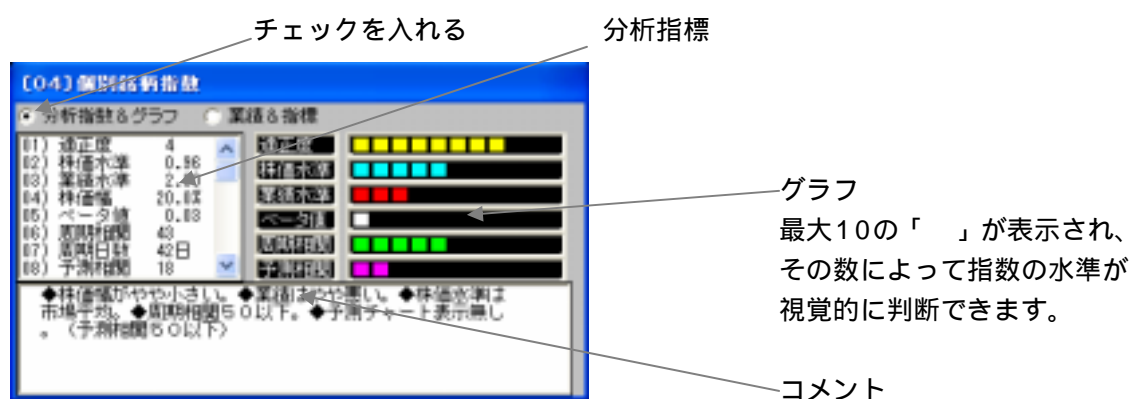 チェックを入れる
分析指標
[04]個別銘柄指数
分析指数&グラフ 業績&指標
01) 適正度 4
02) 株価水準 0.96
03) 業績水準
04) 株価幅 20.0%
05) ベータ値 0.03
06) 周期相関 43
07) 周期日数 42日
08) 予測相関 18
適正度
株価水準
業績水準
ベータ値
周期相関
予測相関
◆株価幅がやや小さい。◆業績はやや悪い。◆株価水準は
市場平均。◆周期相関50以下。◆予測チャート表示無し
。(予測相関50以下)
グラフ
最大10の「　」が表示され、
その数によって指数の水準が
視覚的に判断できます。
コメント